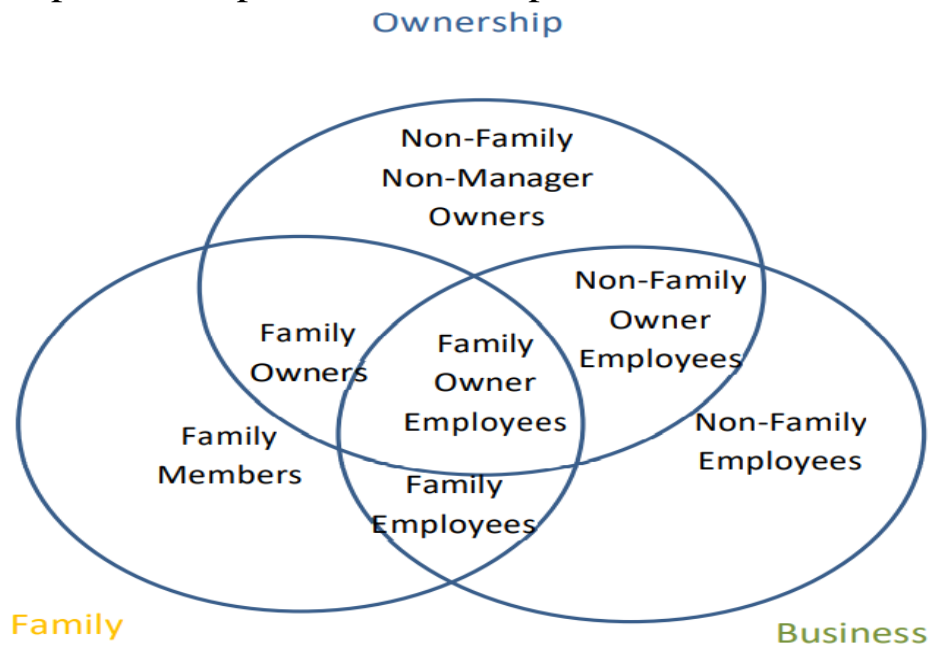 Ownership
Non-Family
Non-Manager
Owners
Non-Family
Owner
Employees
Family
Owners
Family
Owner
Employees
Non-Family
Employees
Family
Members
Family
Employees
Family
Business